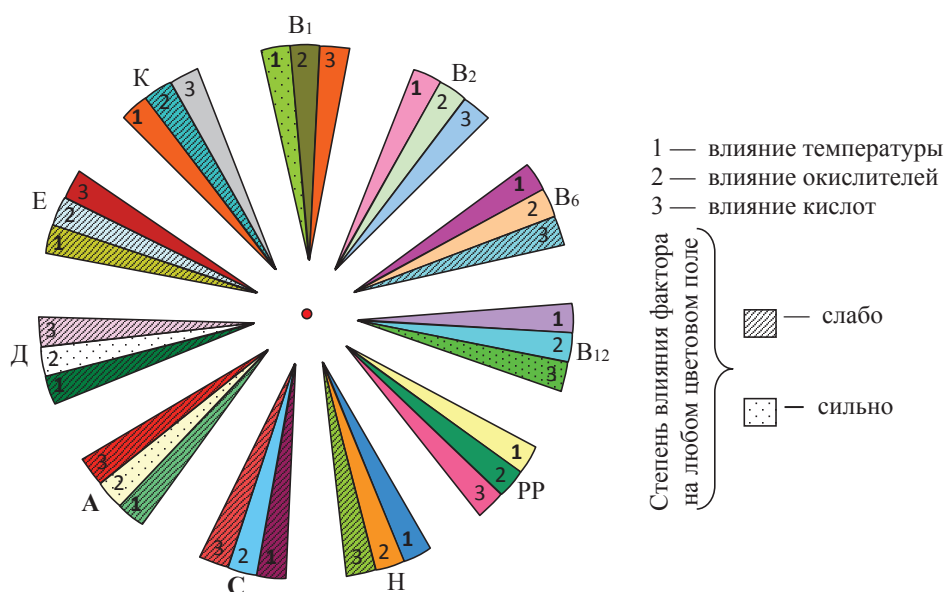 B₁
1 2 3
B₂
1 2 3
B₆
1
2
3
B₁₂
1
2
3
PP
1
2
3
Н
3 2 1
С
3 2 1
А
3
2
1
Д
3
2
1
Е
3
2
1
К
1 2 3
1 — влияние температуры
2 — влияние окислителей
3 — влияние кислот
Степень влияния фактора
на любом цветовом поле
— слабо
— сильно